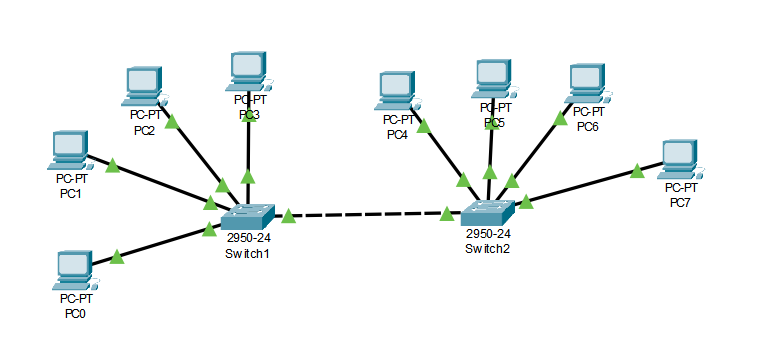 PC-PT
PC3
PC-PT
PC2
PC-PT
PC1
PC-PT
PC0
2950-24
Switch1
PC-PT
PC4
PC-PT
PC5
PC-PT
PC6
PC-PT
PC7
2950-24
Switch2